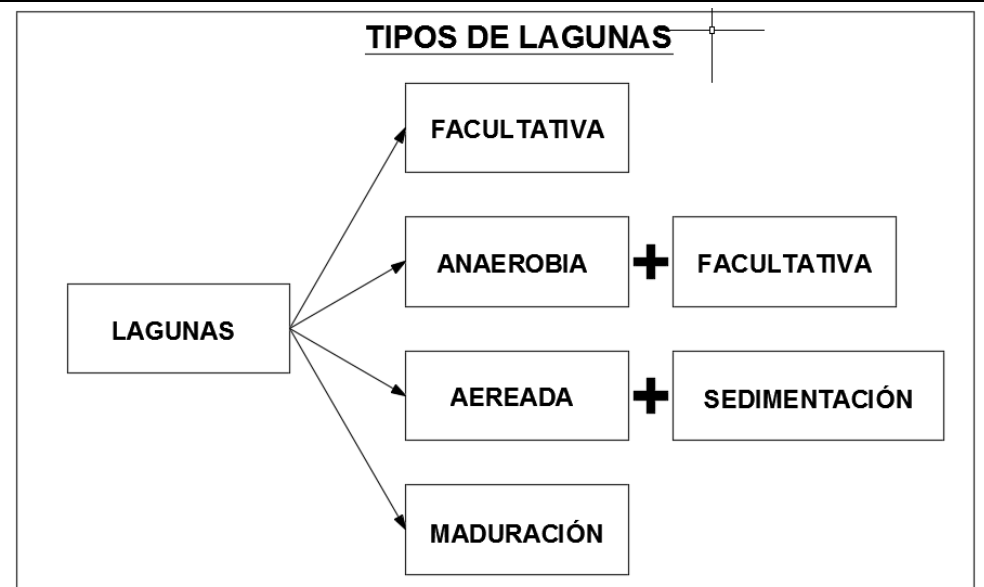 TIPOS DE LAGUNAS
FACULTATIVA
ANAEROBIA + FACULTATIVA
LAGUNAS
AEREADA + SEDIMENTACIÓN
MADURACIÓN